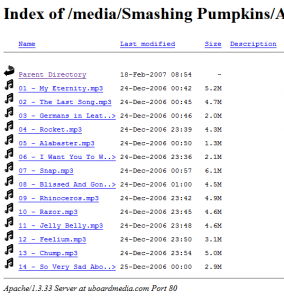 Index of /media/Smashing Pumpkins/A
Name Last modified Size Description
Parent Directory 18-Feb-2007 08:54 -
01 - My Eternity.mp3 24-Dec-2006 00:42 5.2M
02 - The Last Song.mp3 24-Dec-2006 00:45 4.7M
03 - Germans in Leat..> 24-Dec-2006 00:46 2.0M
04 - Rocket.mp3 24-Dec-2006 23:39 4.3M
05 - Alabaster.mp3 24-Dec-2006 00:50 1.3M
06 - I Want You To W..> 24-Dec-2006 23:36 2.1M
07 - Snap.mp3 24-Dec-2006 00:57 6.1M
08 - Blissed And Gon..> 24-Dec-2006 01:00 4.5M
09 - Rhinoceros.mp3 24-Dec-2006 23:42 4.9M
10 - Razor.mp3 24-Dec-2006 23:45 4.6M
11 - Jelly Belly.mp3 24-Dec-2006 23:48 4.6M
12 - Feelium.mp3 24-Dec-2006 23:50 3.1M
13 - Chump.mp3 24-Dec-2006 23:54 5.0M
14 - So Very Sad Abo..> 25-Dec-2006 00:00 2.9M
Apache/1.3.33 Server at uboardmedia.com Port 80